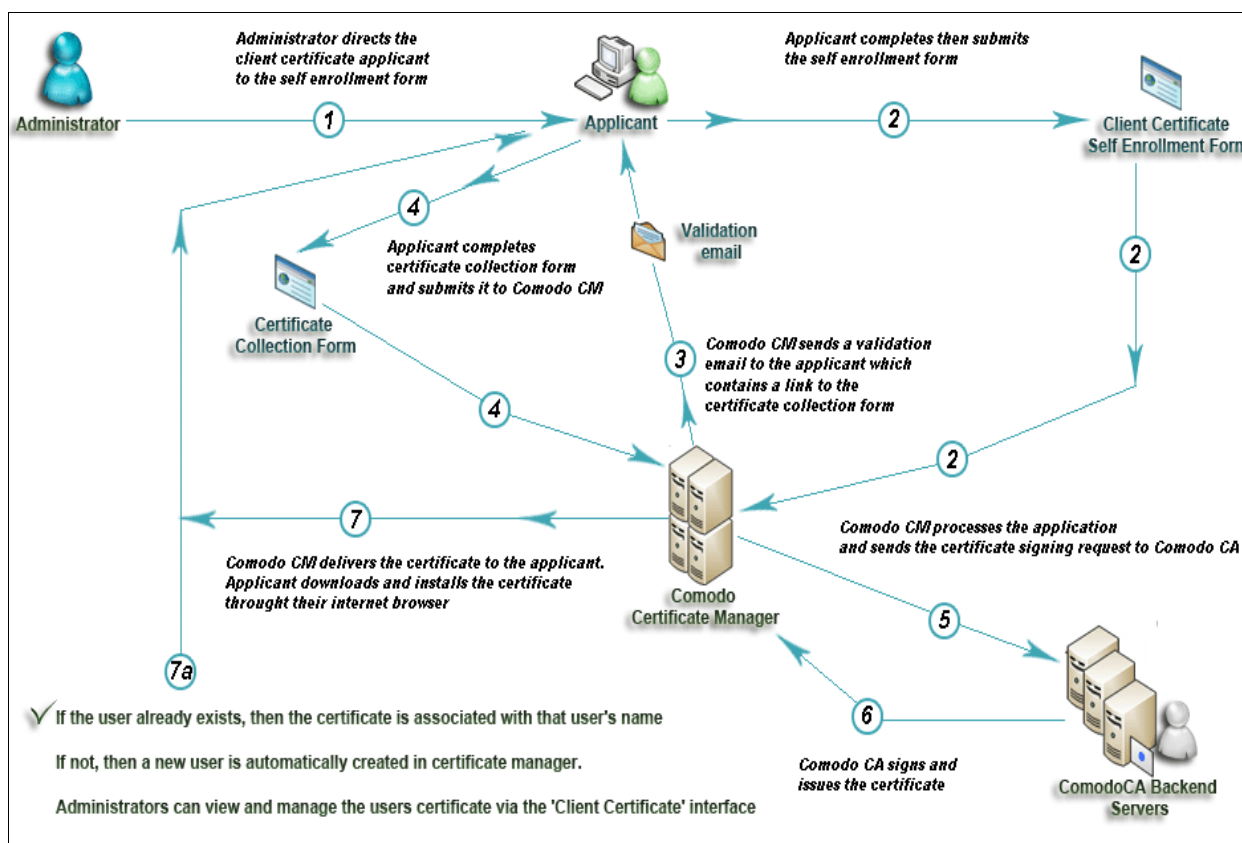 Administrator directs the
client certificate applicant
to the self enrollment form
Applicant completes then submits
the self enrollment form
Administrator
1
Applicant
2
Client Certificate
Self Enrollment Form
4
Applicant completes
certificate collection form
and submits it to Comodo CM
Validation
email
2
Certificate
Collection Form
3
Comodo CM sends a validation
email to the applicant which
contains a link to the
certificate collection form
4
2
7
Comodo CM delivers the certificate to the applicant.
Applicant downloads and installs the certificate
throught their internet browser
Comodo CM processes the application
and sends the certificate signing request to Comodo CA
Comodo
Certificate Manager
5
7a
6
Comodo CA signs and
issues the certificate
ComodoCA Backend
Servers
If the user already exists, then the certificate is associated with that user's name
If not, then a new user is automatically created in certificate manager.
Administrators can view and manage the users certificate via the 'Client Certificate' interface